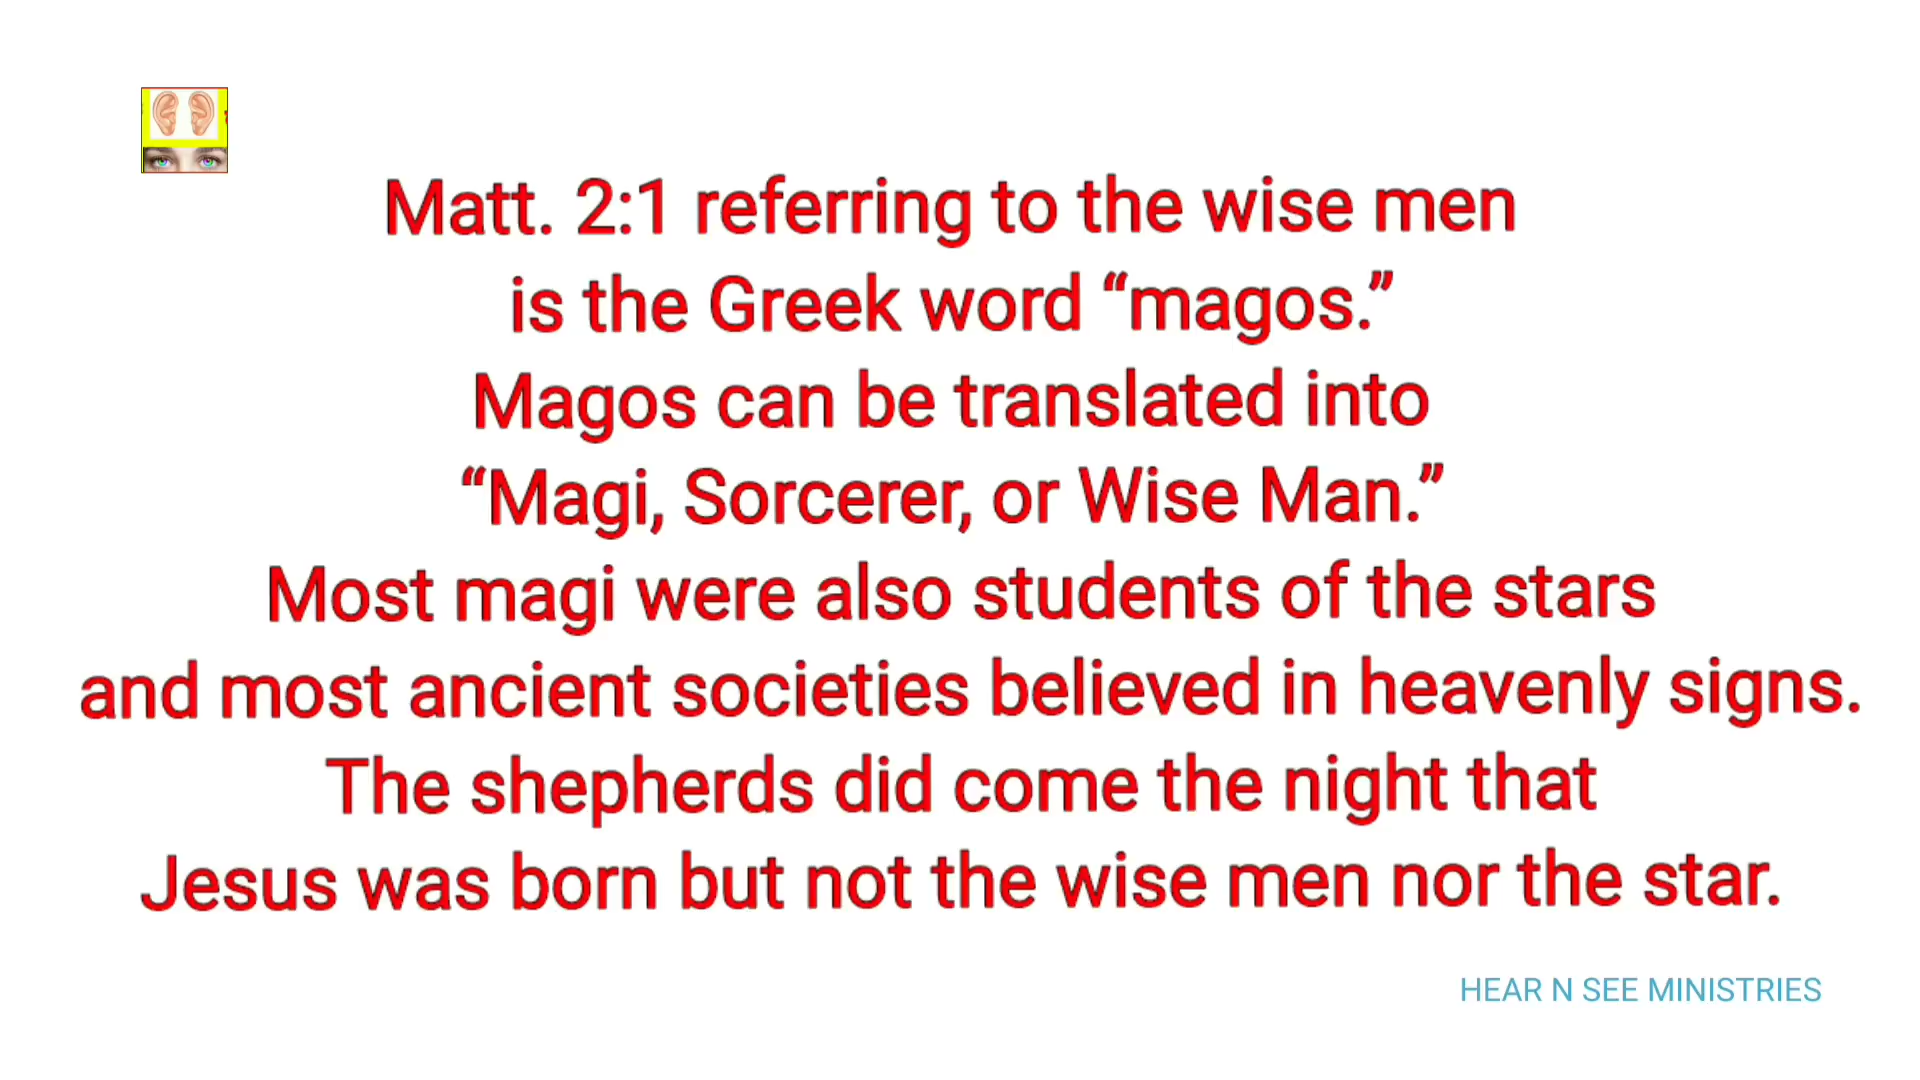 Matt. 2:1 referring to the wise men
is the Greek word “magos.”
Magos can be translated into
“Magi, Sorcerer, or Wise Man.”
Most magi were also students of the stars
and most ancient societies believed in heavenly signs.
The shepherds did come the night that
Jesus was born but not the wise men nor the star.
HEAR N SEE MINISTRIES